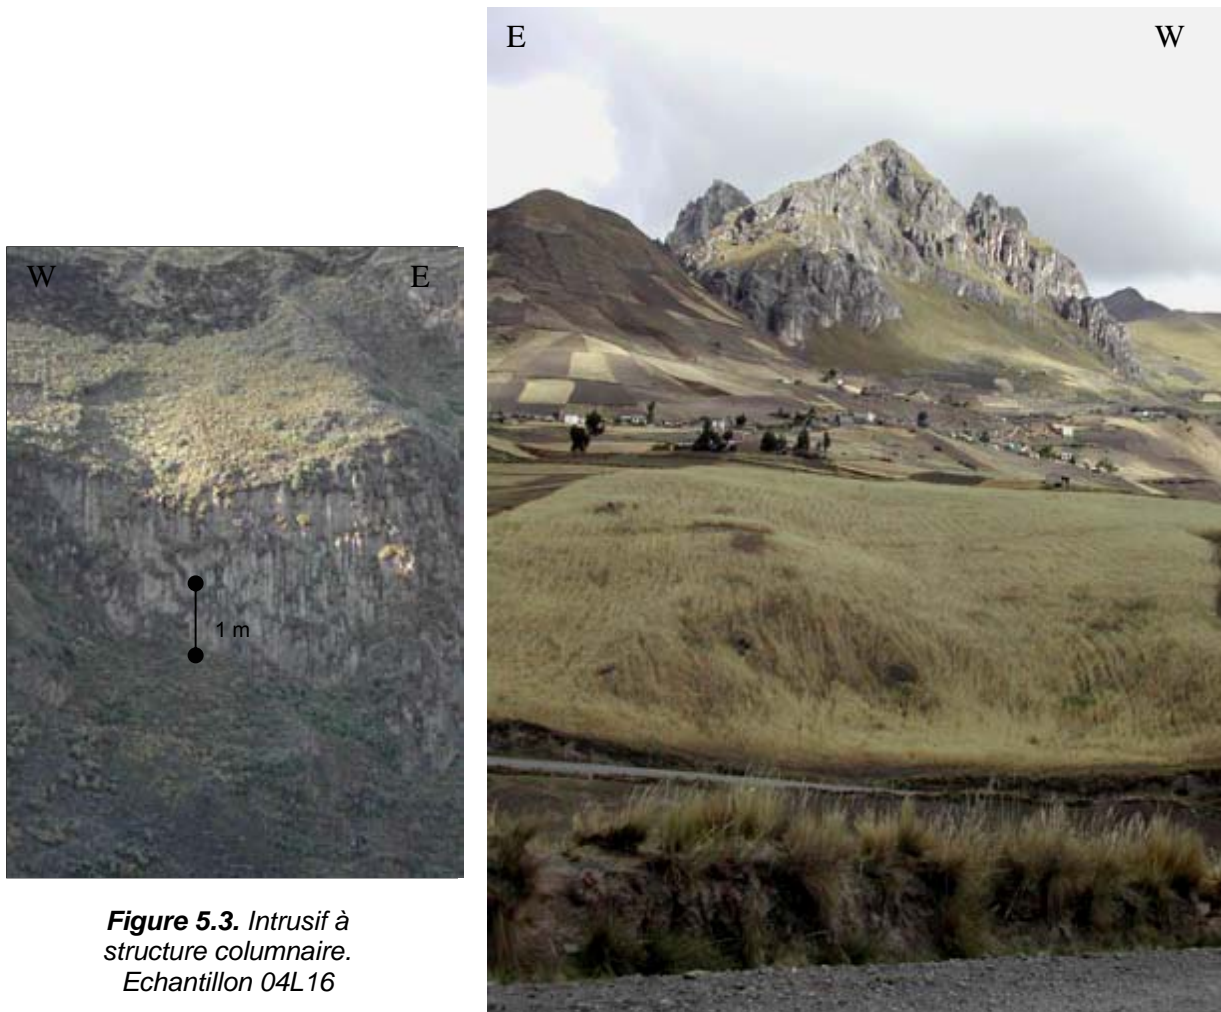 W E
1 m
Figure 5.3. Intrusif à
structure columnaire.
Echantillon 04L16
E W